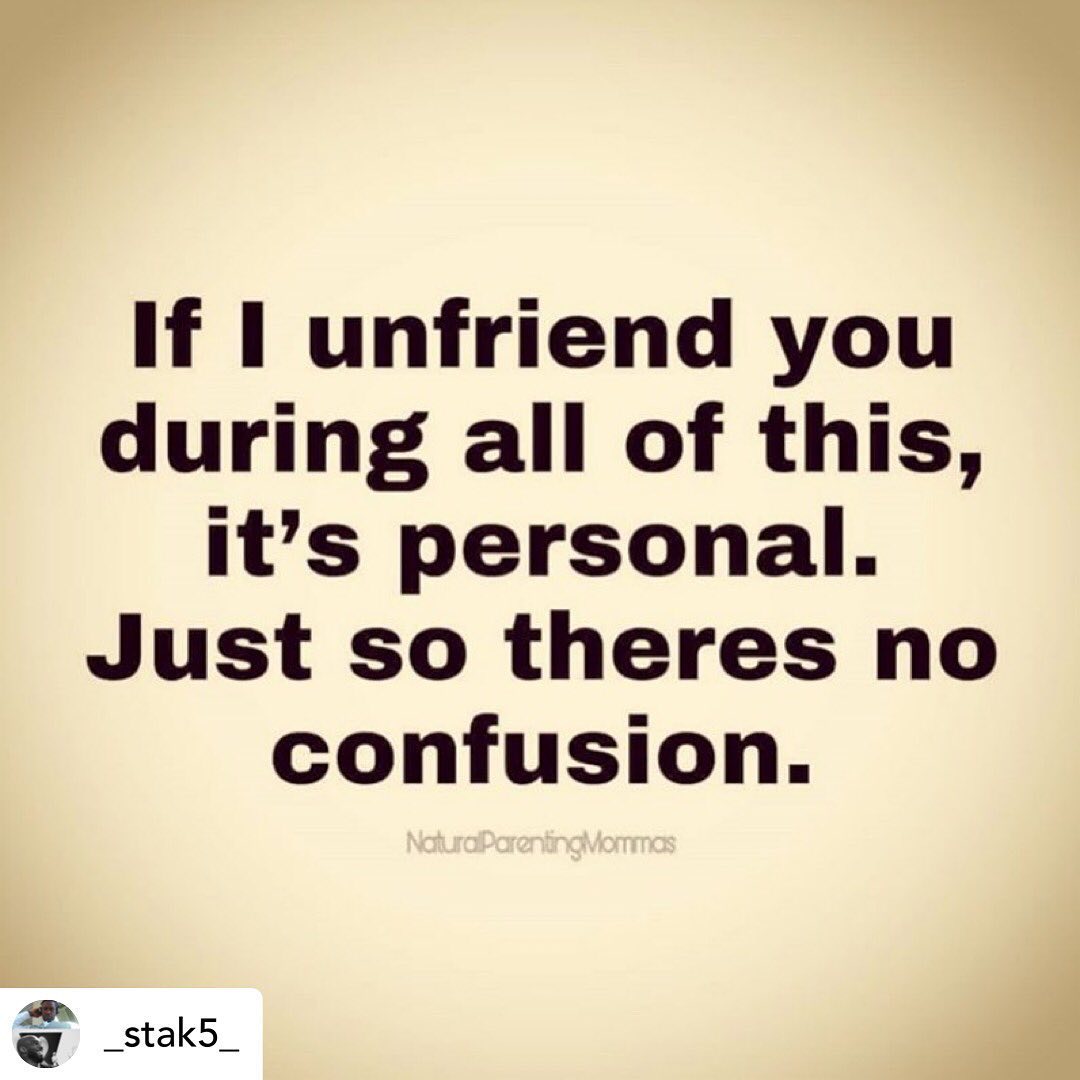 If I unfriend you
during all of this,
it’s personal.
Just so theres no
confusion.
NaturalParentingMommas
_stak5_